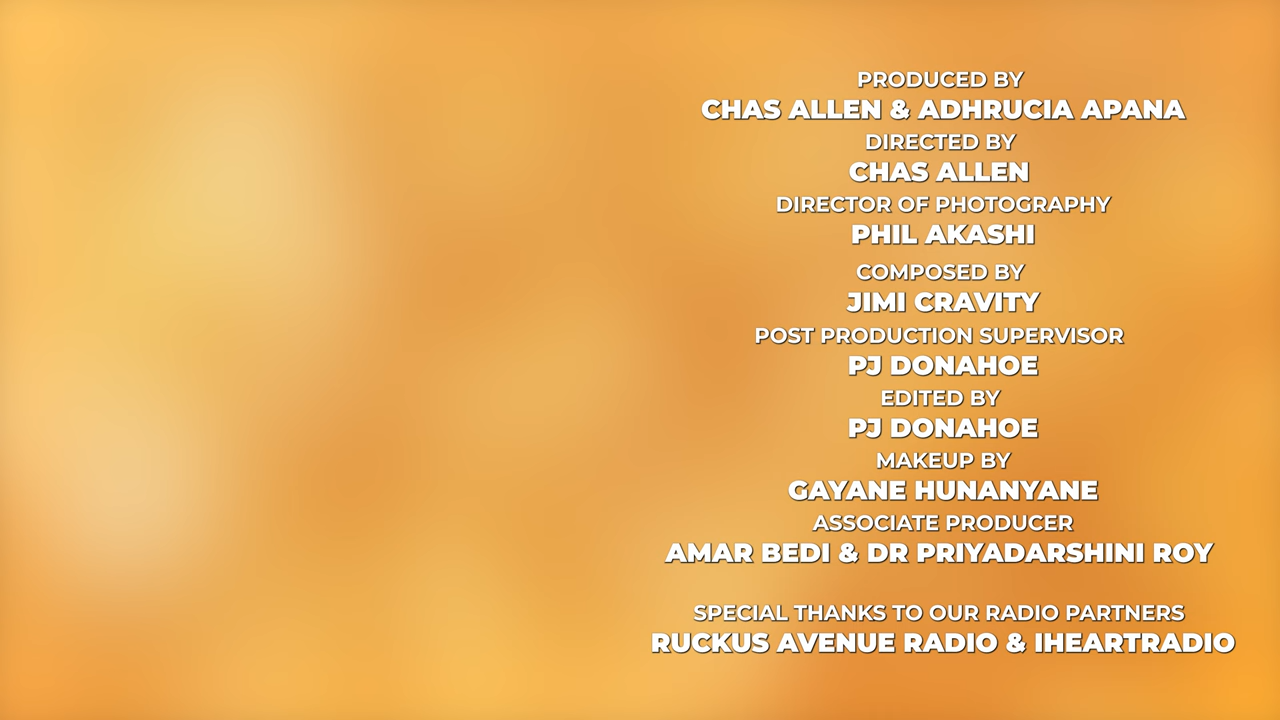 PRODUCED BY
CHAS ALLEN & ADHRUCIA APANA
DIRECTED BY
CHAS ALLEN
DIRECTOR OF PHOTOGRAPHY
PHIL AKASHI
COMPOSED BY
JIMI CRAVITY
POST PRODUCTION SUPERVISOR
PJ DONAHOE
EDITED BY
PJ DONAHOE
MAKEUP BY
GAYANE HUNANYANE
ASSOCIATE PRODUCER
AMAR BEDI & DR PRIYADARSHINI ROY
SPECIAL THANKS TO OUR RADIO PARTNERS
RUCKUS AVENUE RADIO & IHEARTRADIO